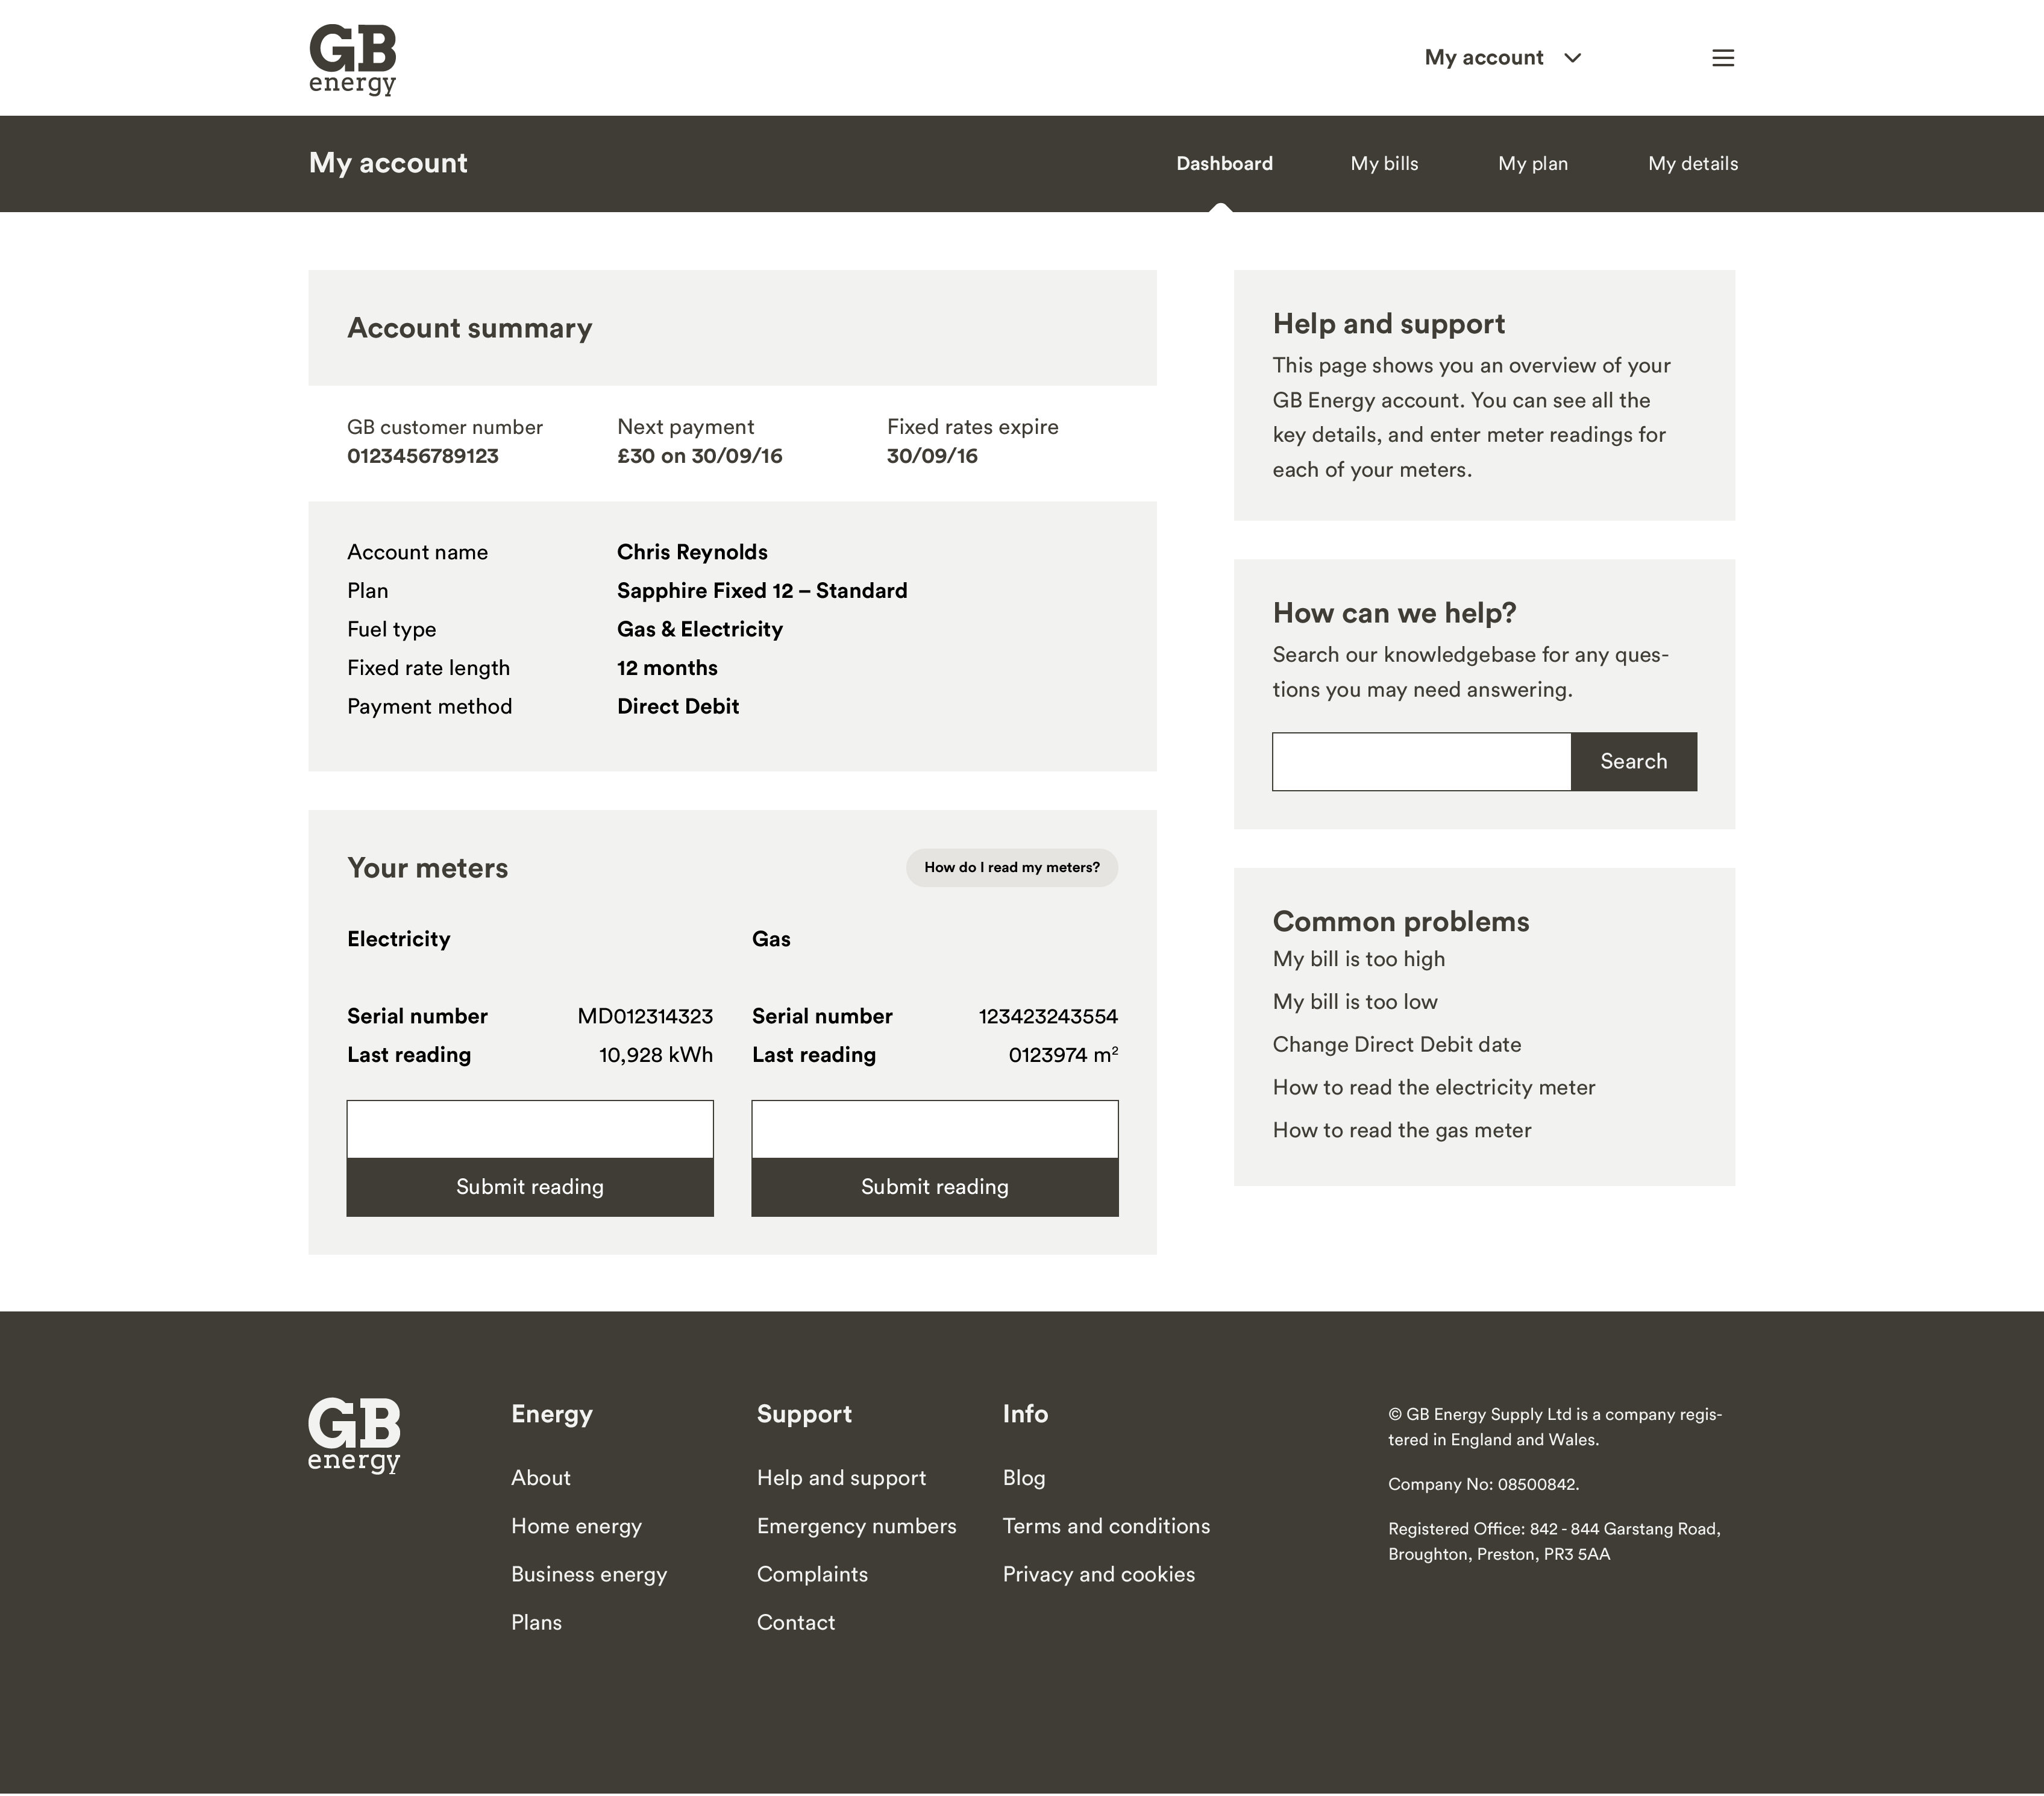 GB
energy
My account
My account
Dashboard My bills My plan My details
Account summary
GB customer number
0123456789123
Next payment
£30 on 30/09/16
Fixed rates expire
30/09/16
Account name Chris Reynolds
Plan Sapphire Fixed 12 – Standard
Fuel type Gas & Electricity
Fixed rate length 12 months
Payment method Direct Debit
Your meters
How do I read my meters?
Electricity
Serial number MD012314323
Last reading 10,928 kWh
Submit reading
Gas
Serial number 123423243554
Last reading 0123974 m²
Submit reading
Help and support
This page shows you an overview of your
GB Energy account. You can see all the
key details, and enter meter readings for
each of your meters.
How can we help?
Search our knowledgebase for any ques-
tions you may need answering.
Search
Common problems
My bill is too high
My bill is too low
Change Direct Debit date
How to read the electricity meter
How to read the gas meter
GB
energy
Energy
About
Home energy
Business energy
Plans
Support
Help and support
Emergency numbers
Complaints
Contact
Info
Blog
Terms and conditions
Privacy and cookies
© GB Energy Supply Ltd is a company regis-
tered in England and Wales.
Company No: 08500842.
Registered Office: 842 - 844 Garstang Road,
Broughton, Preston, PR3 5AA